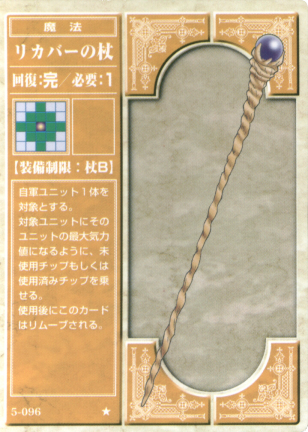 魔法
リカバーの杖
回復:完/必要:1
【装備制限:杖B】
自軍ユニット1体を
対象とする。
対象ユニットにその
ユニットの最大気力
値になるように、未
使用チップもしくは
使用済みチップを乗
せる。
使用後にこのカード
はリムーブされる。
5-096 ★